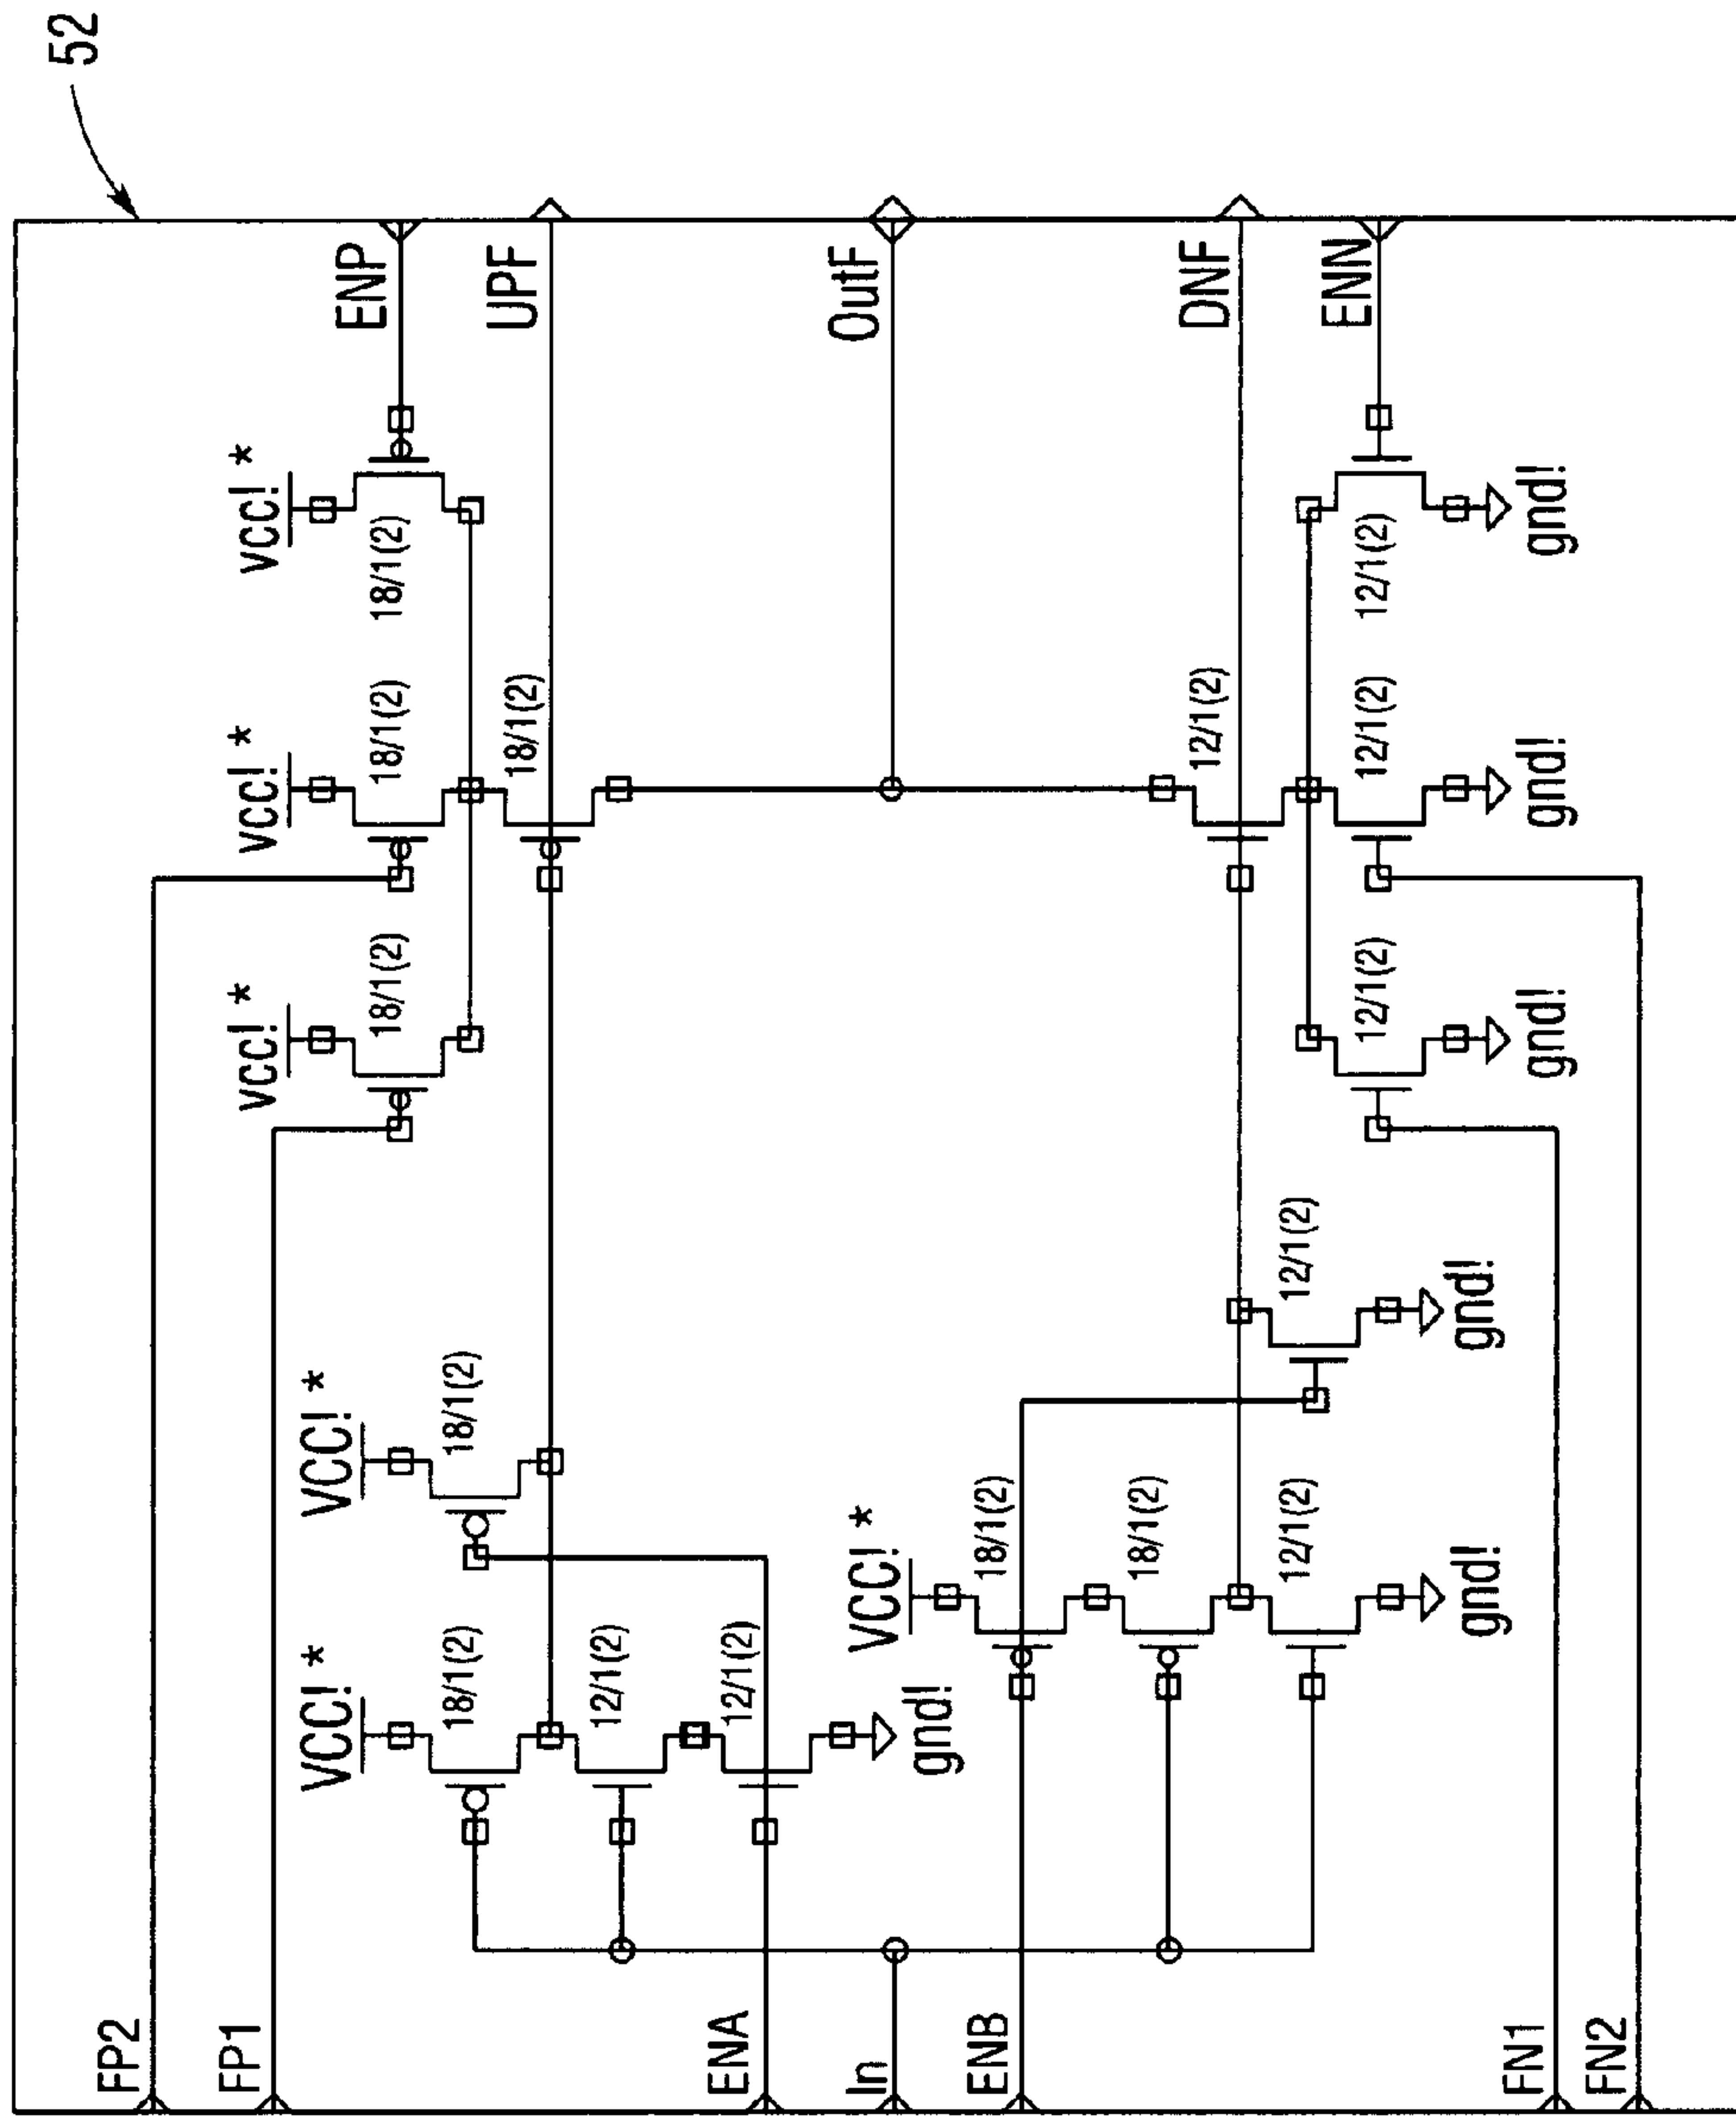 52
FP2
FP1
vcc! *
vcc! *
vcc! *
VCC! *
VCC! *
ENP
18/1(2)
18/1(2)
18/1(2)
18/1(2)
18/1(2)
18/1(2)
UPF
12/1(2)
ENA
12/1(2)
In
VCC! *
OutF
gnd!
ENB
18/1(2)
18/1(2)
12/1(2)
DNF
12/1(2)
12/1(2)
ENN
12/1(2)
12/1(2)
12/1(2)
gnd!
gnd!
FN1
gnd!
gnd!
gnd!
FN2